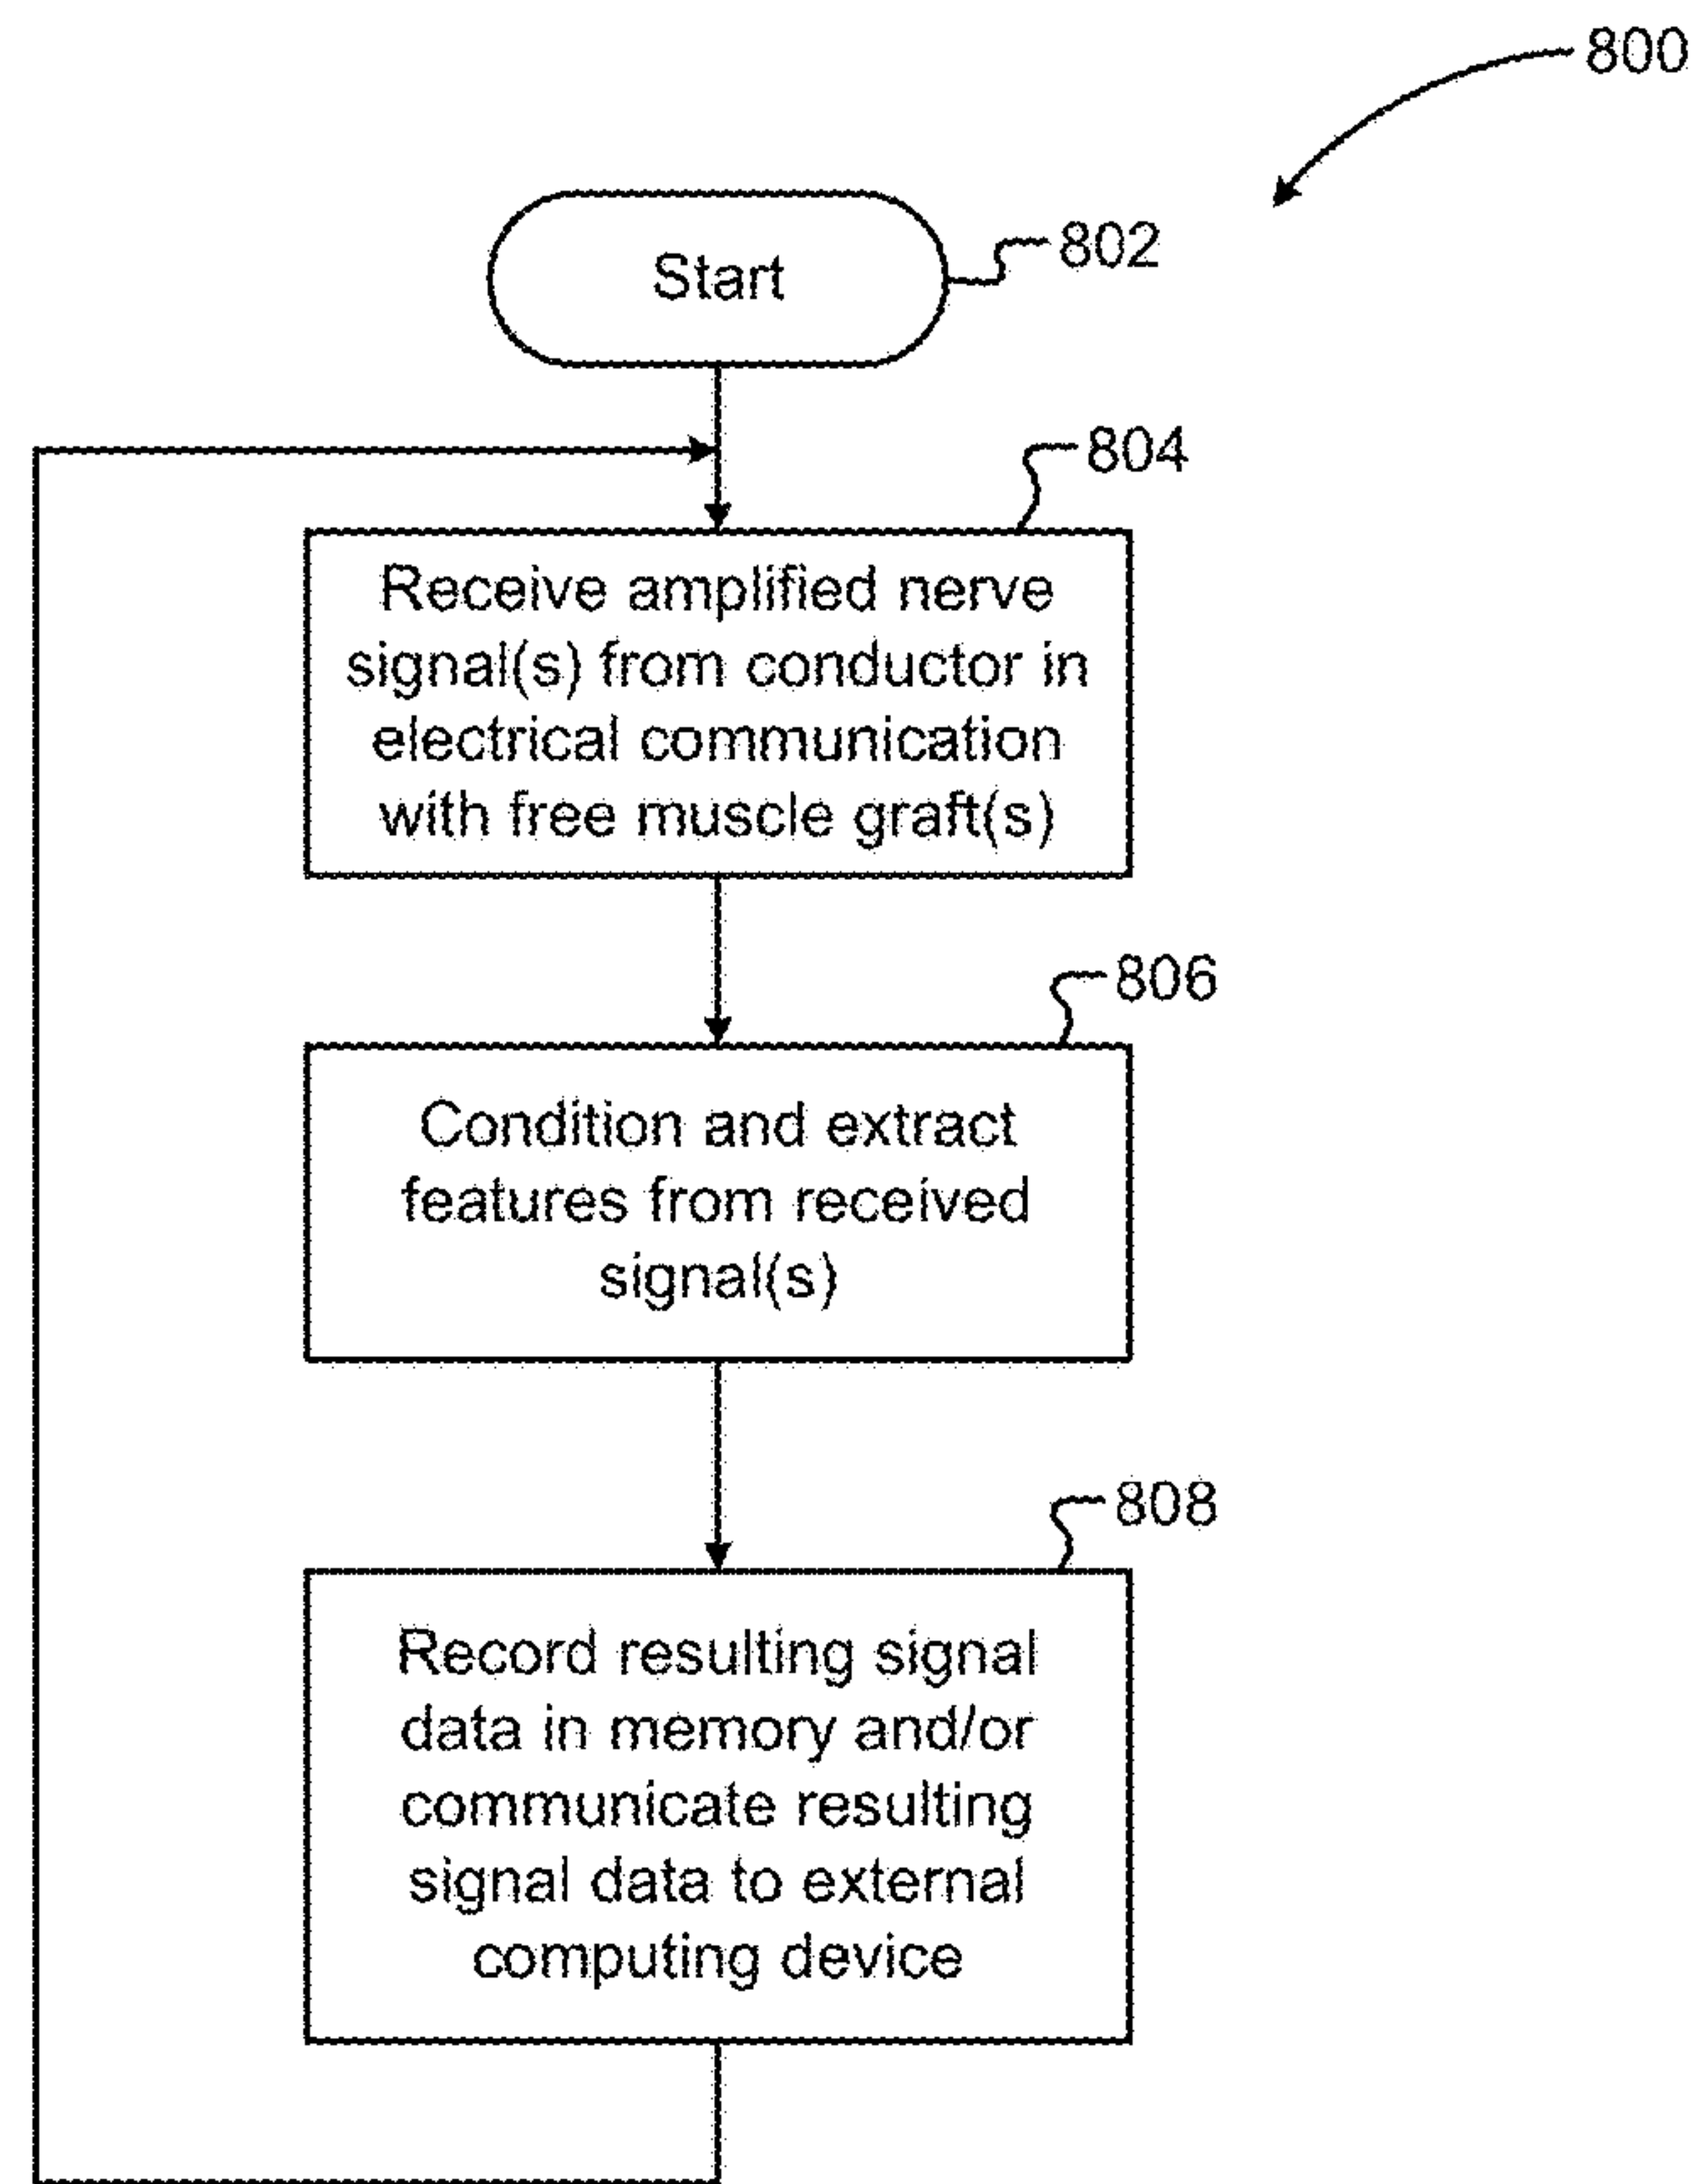 800
Start
802
804
Receive amplified nerve
signal(s) from conductor in
electrical communication
with free muscle graft(s)
806
Condition and extract
features from received
signal(s)
808
Record resulting signal
data in memory and/or
communicate resulting
signal data to external
computing device